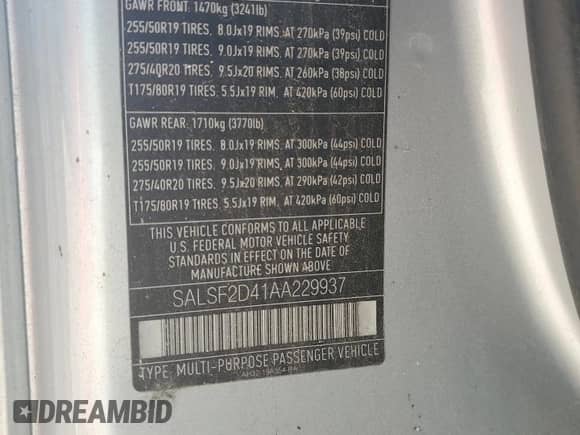 GAWR FRONT: 1470kg (3241lb)
255/50R19 TIRES. 8.0Jx19 RIMS. AT 270kPa (39psi) COLD
255/50R19 TIRES. 9.0Jx19 RIMS. AT 270kPa (39psi) COLD
275/40R20 TIRES. 9.5Jx20 RIMS. AT 260kPa (38psi) COLD
T175/80R19 TIRES. 5.5Jx19 RIM. AT 420kPa (60psi) COLD
GAWR REAR: 1710kg (3770lb)
255/50R19 TIRES. 8.0Jx19 RIMS. AT 300kPa (44psi) COLD
255/50R19 TIRES. 9.0Jx19 RIMS. AT 300kPa (44psi) COLD
275/40R20 TIRES. 9.5Jx20 RIMS. AT 290kPa (42psi) COLD
T175/80R19 TIRES. 5.5Jx19 RIM. AT 420kPa (60psi) COLD
THIS VEHICLE CONFORMS TO ALL APPLICABLE
U.S. FEDERAL MOTOR VEHICLE SAFETY
STANDARDS IN EFFECT ON THE DATE OF
MANUFACTURE SHOWN ABOVE
SALSF2D41AA229937
TYPE: MULTI-PURPOSE PASSENGER VEHICLE
DREAMBID